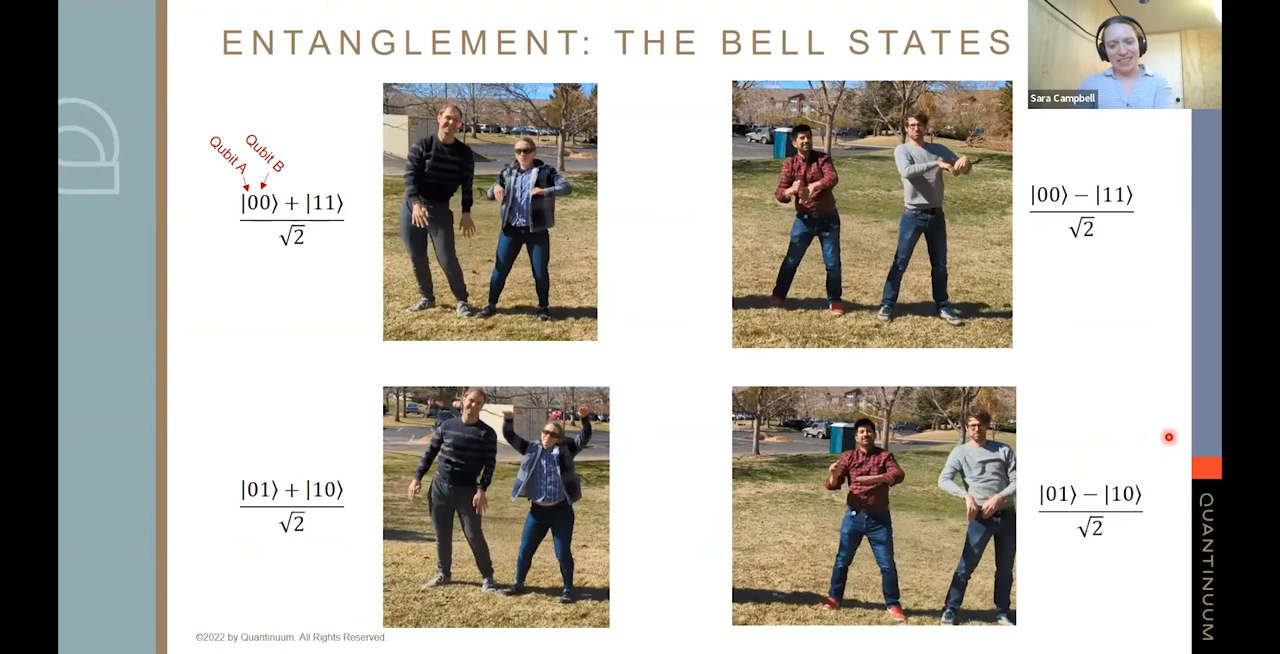 ENTANGLEMENT: THE BELL STATES
Sara Campbell
Qubit A
Qubit B
|00⟩ + |11⟩
√2
|00⟩ − |11⟩
√2
|01⟩ + |10⟩
√2
|01⟩ − |10⟩
√2
QUANTINUUM
©2022 by Quantinuum. All Rights Reserved.